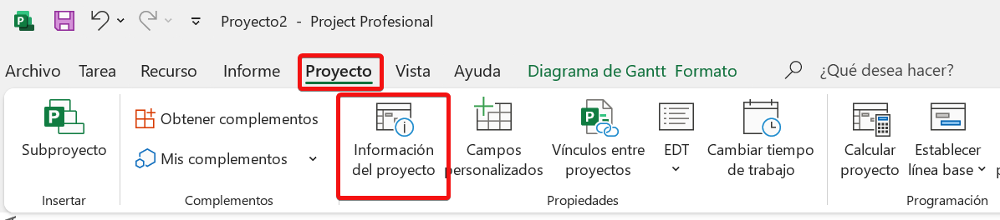 Proyecto2 - Project Profesional
Archivo Tarea Recurso Informe Proyecto Vista Ayuda Diagrama de Gantt Formato ¿Qué desea hacer?
Subproyecto
Insertar
Obtener complementos
Mis complementos
Complementos
Información
del proyecto
Campos
personalizados
Vínculos entre
proyectos
EDT
Cambiar tiempo
de trabajo
Propiedades
Calcular
proyecto
Establecer
línea base
Programación